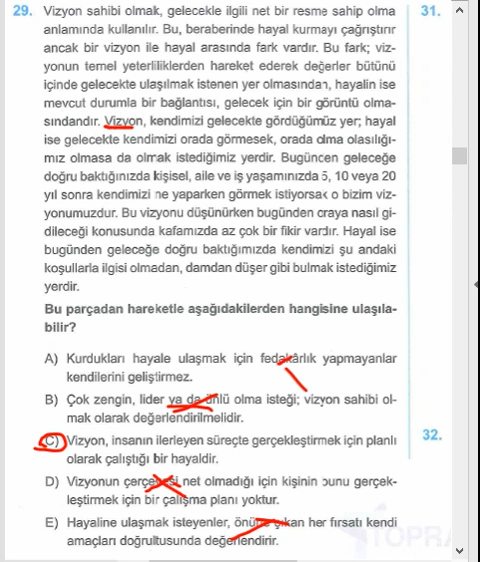 29. Vizyon sahibi olmak, gelecekle ilgili net bir resme sahip olma
anlamında kullanılır. Bu, beraberinde hayal kurmayı çağrıştırır
ancak bir vizyon ile hayal arasında fark vardır. Bu fark; viz-
yonun temel yeterliliklerden hareket ederek değerler bütünü
içinde gelecekte ulaşılmak istenen yer olmasından, hayalin ise
mevcut durumla bir bağlantısı, gelecek için bir görüntü olma-
sındandır. Vizyon, kendimizi gelecekte gördüğümüz yer; hayal
ise gelecekte kendimizi orada görmesek, orada olma olasılığı-
mız olmasa da olmak istediğimiz yerdir. Bugüncen geleceğe
doğru baktığınızda kişisel, aile ve iş yaşamınızda 5, 10 veya 20
yıl sonra kendimizi ne yaparken görmek istiyorsak o bizim viz-
yonumuzdur. Bu vizyonu düşünürken bugünden oraya nasıl gi-
dileceği konusunda kafamızda az çok bir fikir vardır. Hayal ise
bugünden geleceğe doğru baktığımızda kendimizi şu andaki
koşullarla ilgisi olmadan, damdan düşer gibi bulmak istediğimiz
yerdir.
Bu parçadan hareketle aşağıdakilerden hangisine ulaşıla-
bilir?
A) Kurdukları hayale ulaşmak için fedakârlık yapmayanlar
kendilerini geliştirmez.
B) Çok zengin, lider ya da ünlü olma isteği; vizyon sahibi ol-
mak olarak değerlendirilmelidir.
C) Vizyon, insanın ilerleyen süreçte gerçekleştirmek için planlı
olarak çalıştığı bir hayaldir.
D) Vizyonun çerçevesi net olmadığı için kişinin bunu gerçek-
leştirmek için bir çalışma planı yoktur.
E) Hayaline ulaşmak isteyenler, önüne çıkan her fırsatı kendi
amaçları doğrultusunda değerlendirir.
31.
32.
TOPRA